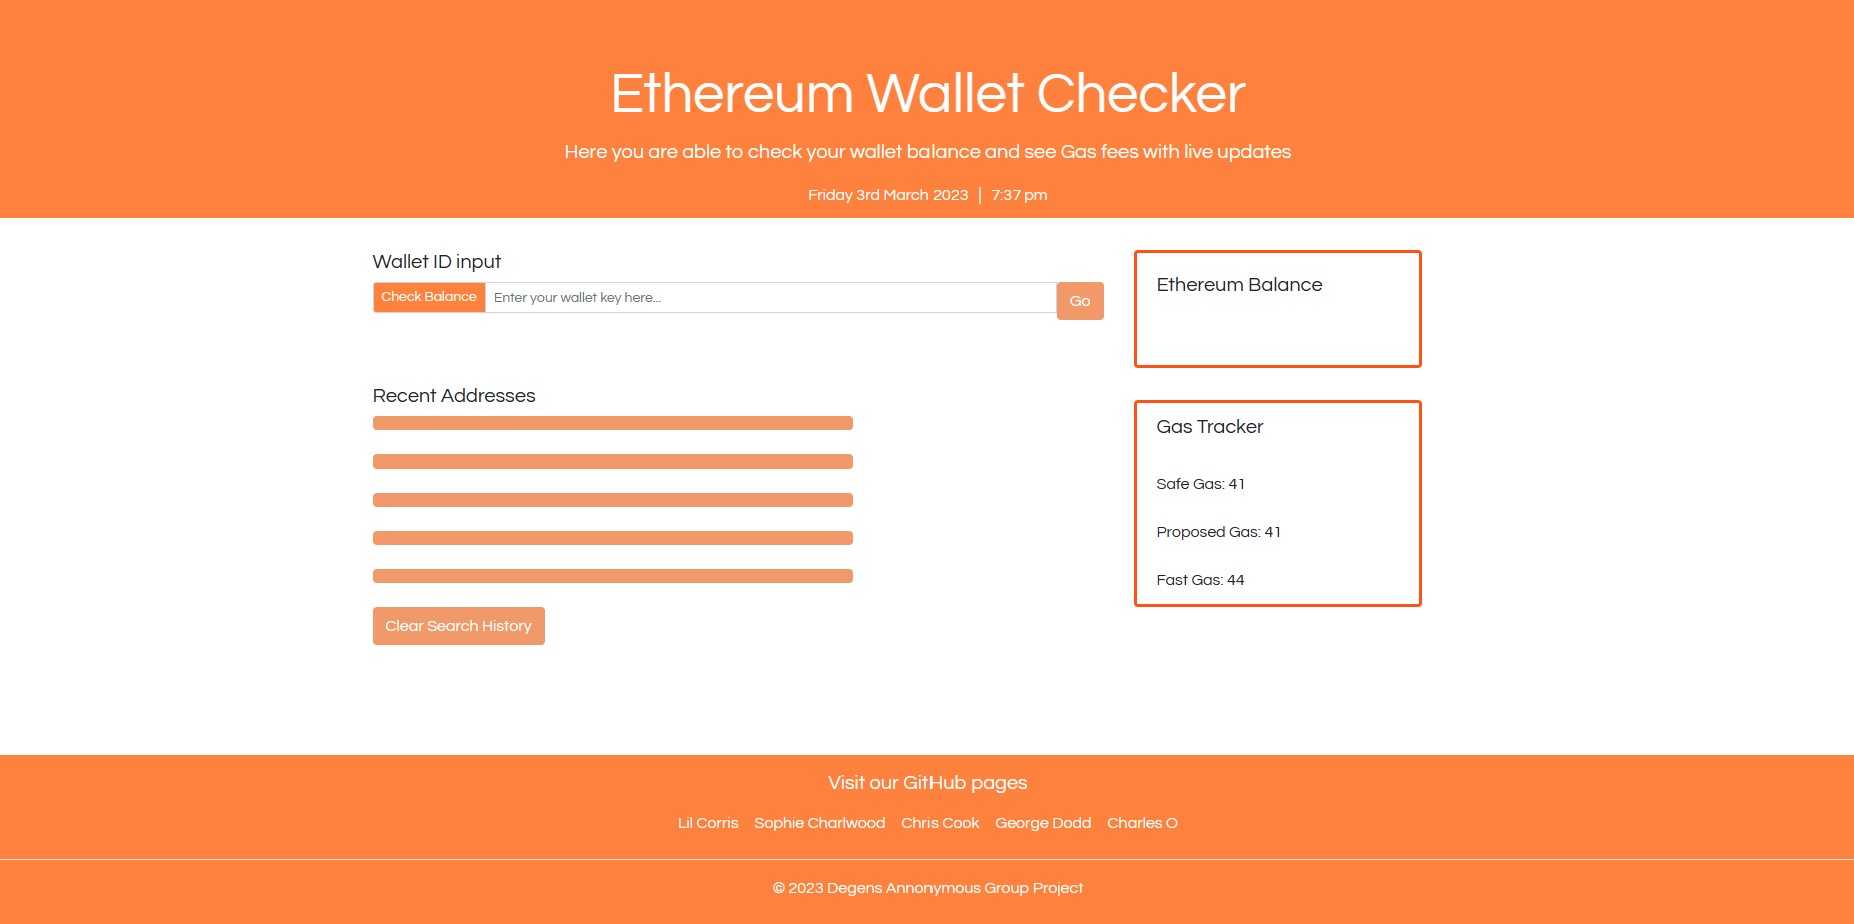 Ethereum Wallet Checker
Here you are able to check your wallet balance and see Gas fees with live updates
Friday 3rd March 2023 | 7:37 pm
Wallet ID input
Check Balance
Enter your wallet key here...
Go
Recent Addresses
Clear Search History
Ethereum Balance
Gas Tracker
Safe Gas: 41
Proposed Gas: 41
Fast Gas: 44
Visit our GitHub pages
Lil Corris Sophie Charlwood Chris Cook George Dodd Charles O
© 2023 Degens Annonymous Group Project